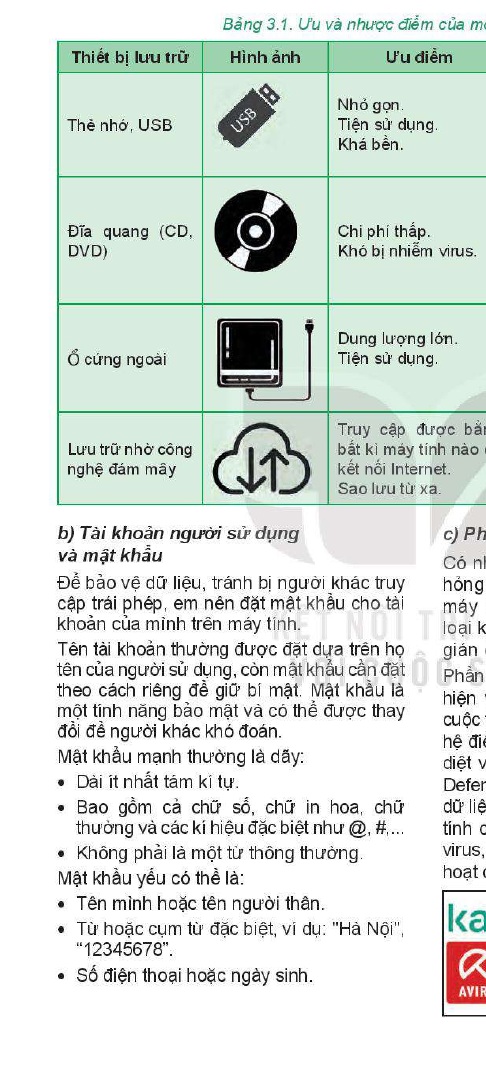 Bảng 3.1. Ưu và nhược điểm của
Thiết bị lưu trữ
Hình ảnh
Ưu điểm
Thẻ nhớ, USB
USB
Nhỏ gọn.
Tiện sử dụng.
Khá bền.
Đĩa quang (CD,
DVD)
Chi phí thấp.
Khó bị nhiễm virus.
Ổ cứng ngoài
Dung lượng lớn.
Tiện sử dụng.
Lưu trữ nhờ công
nghệ đám mây
Truy cập được
bất kì máy tính nào
kết nối Internet.
Sao lưu từ xa.
b) Tài khoản người sử dụng
và mật khẩu
Để bảo vệ dữ liệu, tránh bị người khác truy
cập trái phép, em nên đặt mật khẩu cho tài
khoản của mình trên máy tính.
Tên tài khoản thường được đặt dựa trên họ
tên của người sử dụng, còn mật khẩu cần đặt
theo cách riêng để giữ bí mật. Mật khẩu là
một tính năng bảo mật và có thể được thay
đổi để người khác khó đoán.
Mật khẩu mạnh thường là dãy:
• Dài ít nhất tám kí tự.
• Bao gồm cả chữ số, chữ in hoa, chữ
thường và các kí hiệu đặc biệt như @, #,...
• Không phải là một từ thông thường.
Mật khẩu yếu có thể là:
• Tên mình hoặc tên người thân.
• Từ hoặc cụm từ đặc biệt, ví dụ: "Hà Nội",
“12345678”.
• Số điện thoại hoặc ngày sinh.
c) Ph
Có
hỏng
máy
loại
gián
Phần
hiện
cuộc
hệ
diệt
Defen
dữ
tính
virus,
hoạt
ka
AVIR
KẾT NỐI